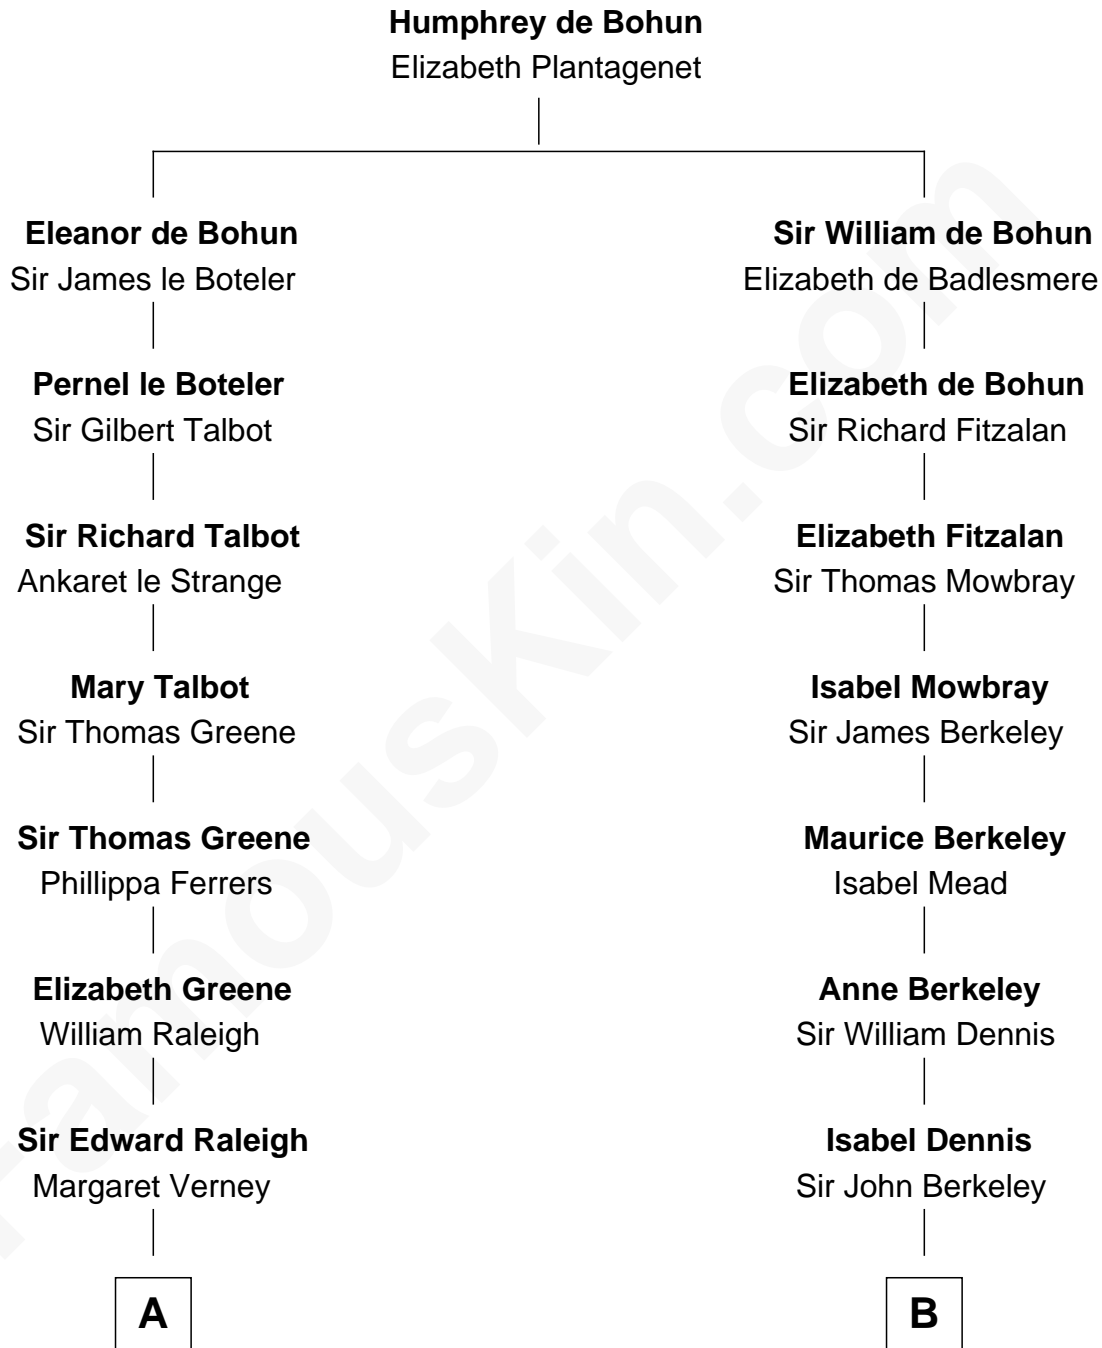 Humphrey de Bohun
Elizabeth Plantagenet
Eleanor de Bohun
Sir James le Boteler
Sir William de Bohun
Elizabeth de Badlesmere
Pernel le Boteler
Sir Gilbert Talbot
Elizabeth de Bohun
Sir Richard Fitzalan
Sir Richard Talbot
Ankaret le Strange
Elizabeth Fitzalan
Sir Thomas Mowbray
Mary Talbot
Sir Thomas Greene
Isabel Mowbray
Sir James Berkeley
Sir Thomas Greene
Phillippa Ferrers
Maurice Berkeley
Isabel Mead
Elizabeth Greene
William Raleigh
Anne Berkeley
Sir William Dennis
Sir Edward Raleigh
Margaret Verney
Isabel Dennis
Sir John Berkeley
A
B
FamousKin.com